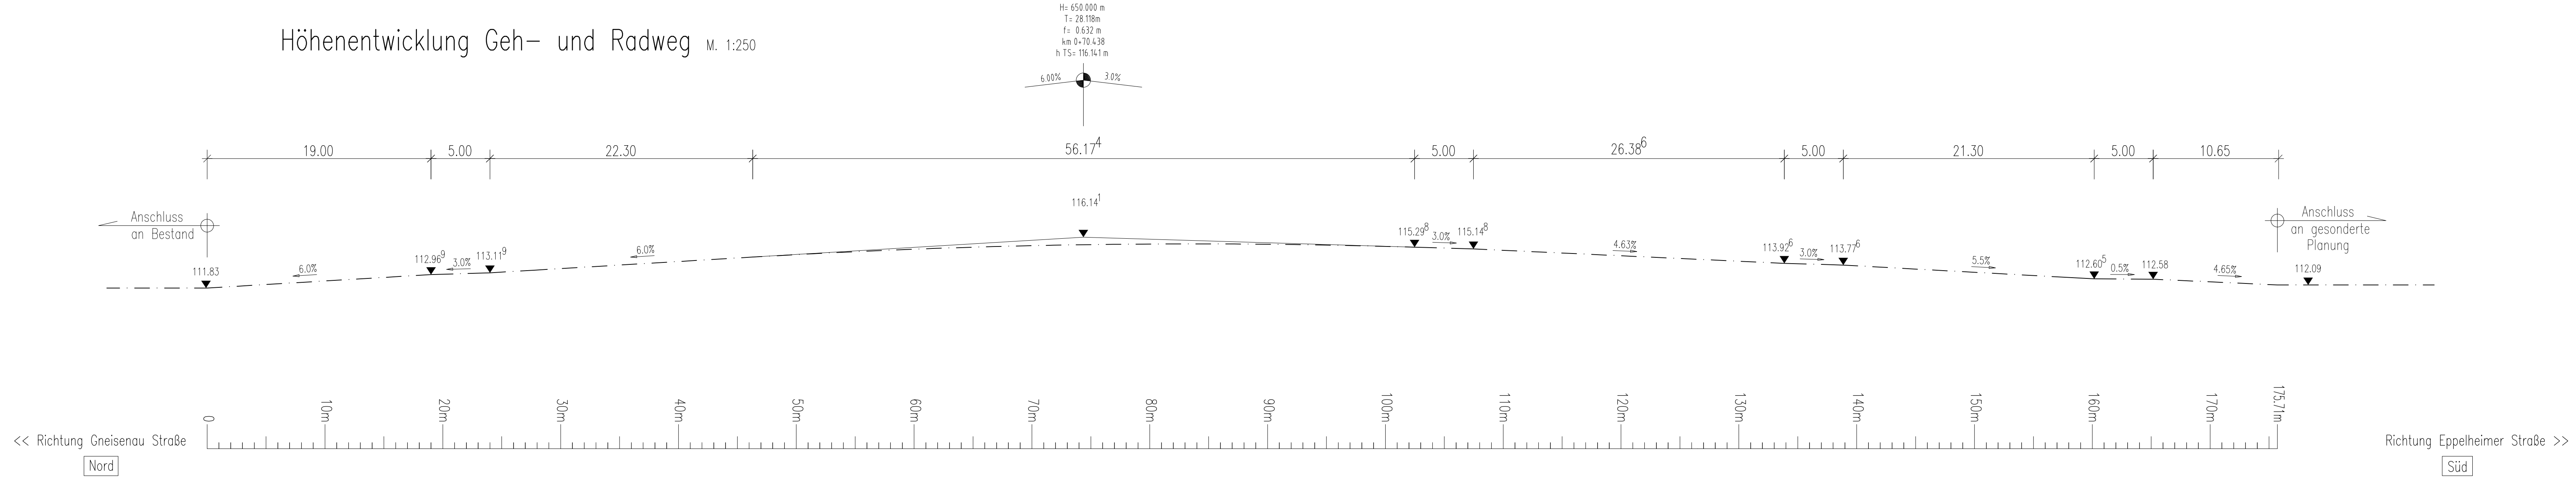 H= 650.000 m
T= 28.118m
f= 0.632 m
km 0+70.438
h TS= 116.141 m
Höhenentwicklung Geh- und Radweg M. 1:250
6.00% 3.0%
19.00 5.00 22.30 56.17⁴ 5.00 26.38⁶ 5.00 21.30 5.00 10.65
116.14¹
Anschluss
an Bestand
Anschluss
an gesonderte
Planung
111.83 6.0% 112.96⁹ 3.0% 113.11⁹ 6.0% 115.29⁸ 3.0% 115.14⁸ 4.63% 113.92⁶ 3.0% 113.77⁶ 5.5% 112.60⁵ 0.5% 112.58 4.65% 112.09
0 10m 20m 30m 40m 50m 60m 70m 80m 90m 100m 110m 120m 130m 140m 150m 160m 170m 175.71m
<< Richtung Gneisenau Straße
Nord
Richtung Eppelheimer Straße >>
Süd